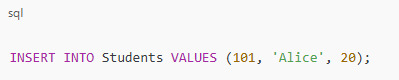 sql
INSERT INTO Students VALUES (101, 'Alice', 20);